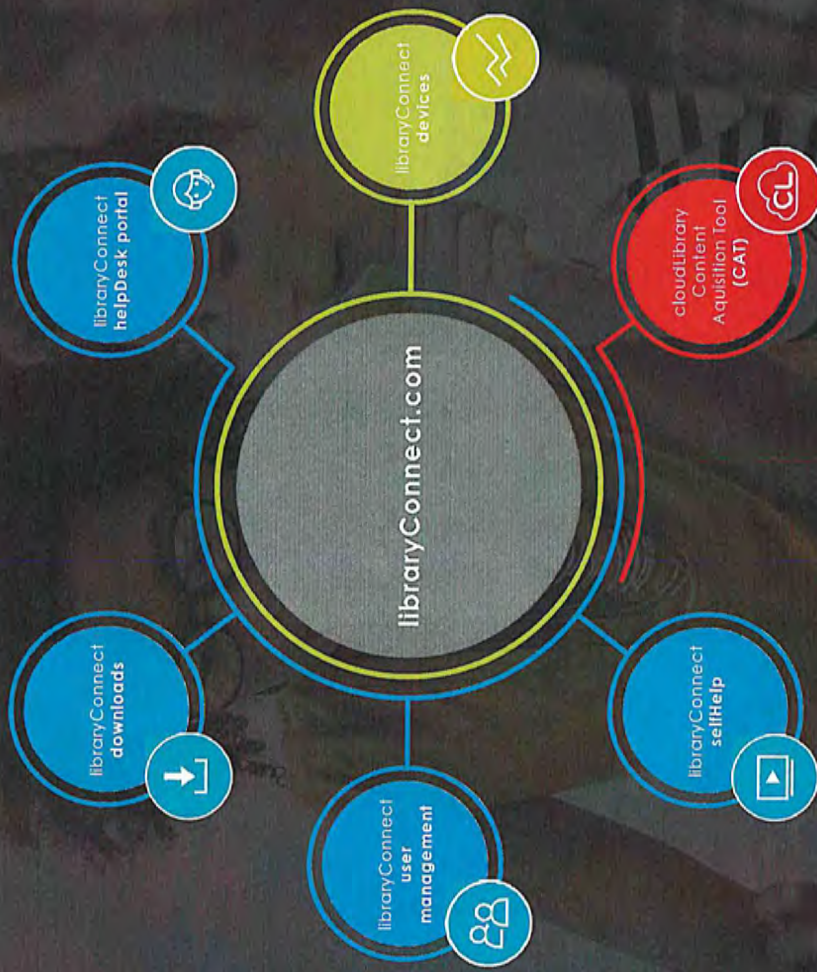 libraryConnect
downloads
libraryConnect
helpDesk portal
libraryConnect
user
management
libraryConnect.com
libraryConnect
devices
libraryConnect
selfHelp
cloudLibrary
Content
Aquisition Tool
(CAT)
CL